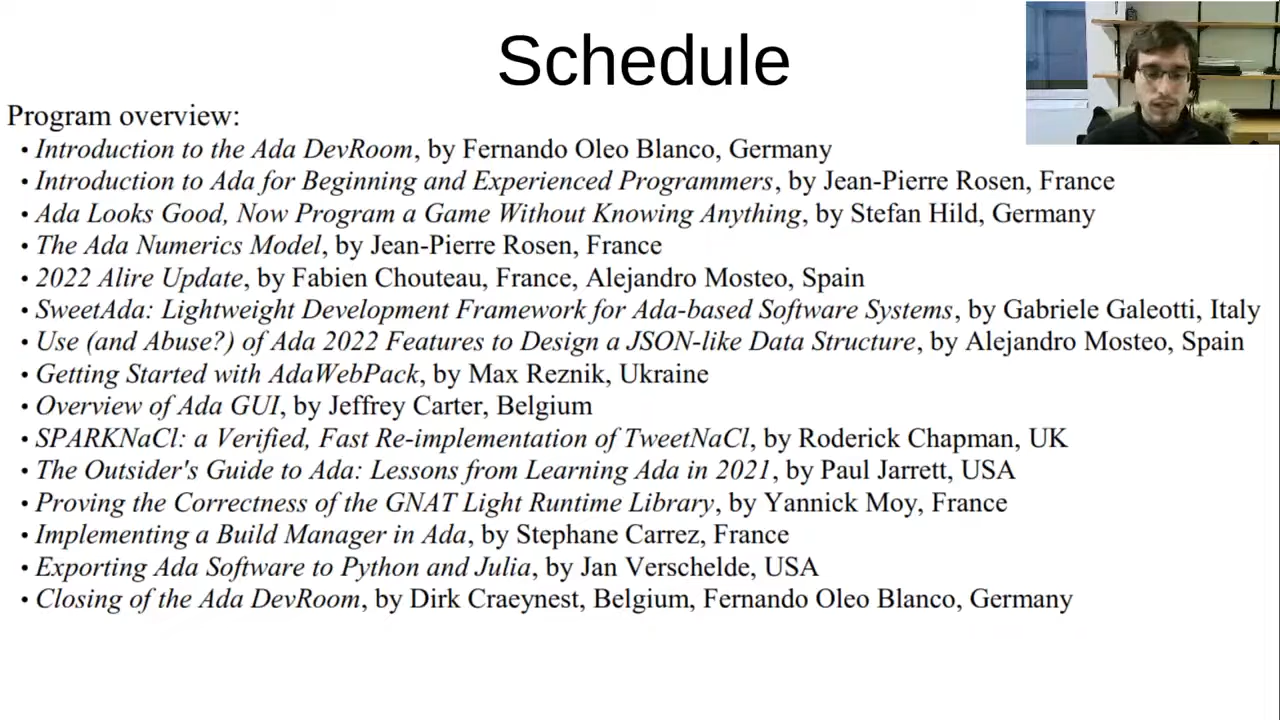 Schedule
Program overview:
• Introduction to the Ada DevRoom, by Fernando Oleo Blanco, Germany
• Introduction to Ada for Beginning and Experienced Programmers, by Jean-Pierre Rosen, France
• Ada Looks Good, Now Program a Game Without Knowing Anything, by Stefan Hild, Germany
• The Ada Numerics Model, by Jean-Pierre Rosen, France
• 2022 Alire Update, by Fabien Chouteau, France, Alejandro Mosteo, Spain
• SweetAda: Lightweight Development Framework for Ada-based Software Systems, by Gabriele Galeotti, Italy
• Use (and Abuse?) of Ada 2022 Features to Design a JSON-like Data Structure, by Alejandro Mosteo, Spain
• Getting Started with AdaWebPack, by Max Reznik, Ukraine
• Overview of Ada GUI, by Jeffrey Carter, Belgium
• SPARKNaCl: a Verified, Fast Re-implementation of TweetNaCl, by Roderick Chapman, UK
• The Outsider's Guide to Ada: Lessons from Learning Ada in 2021, by Paul Jarrett, USA
• Proving the Correctness of the GNAT Light Runtime Library, by Yannick Moy, France
• Implementing a Build Manager in Ada, by Stephane Carrez, France
• Exporting Ada Software to Python and Julia, by Jan Verschelde, USA
• Closing of the Ada DevRoom, by Dirk Craeynest, Belgium, Fernando Oleo Blanco, Germany